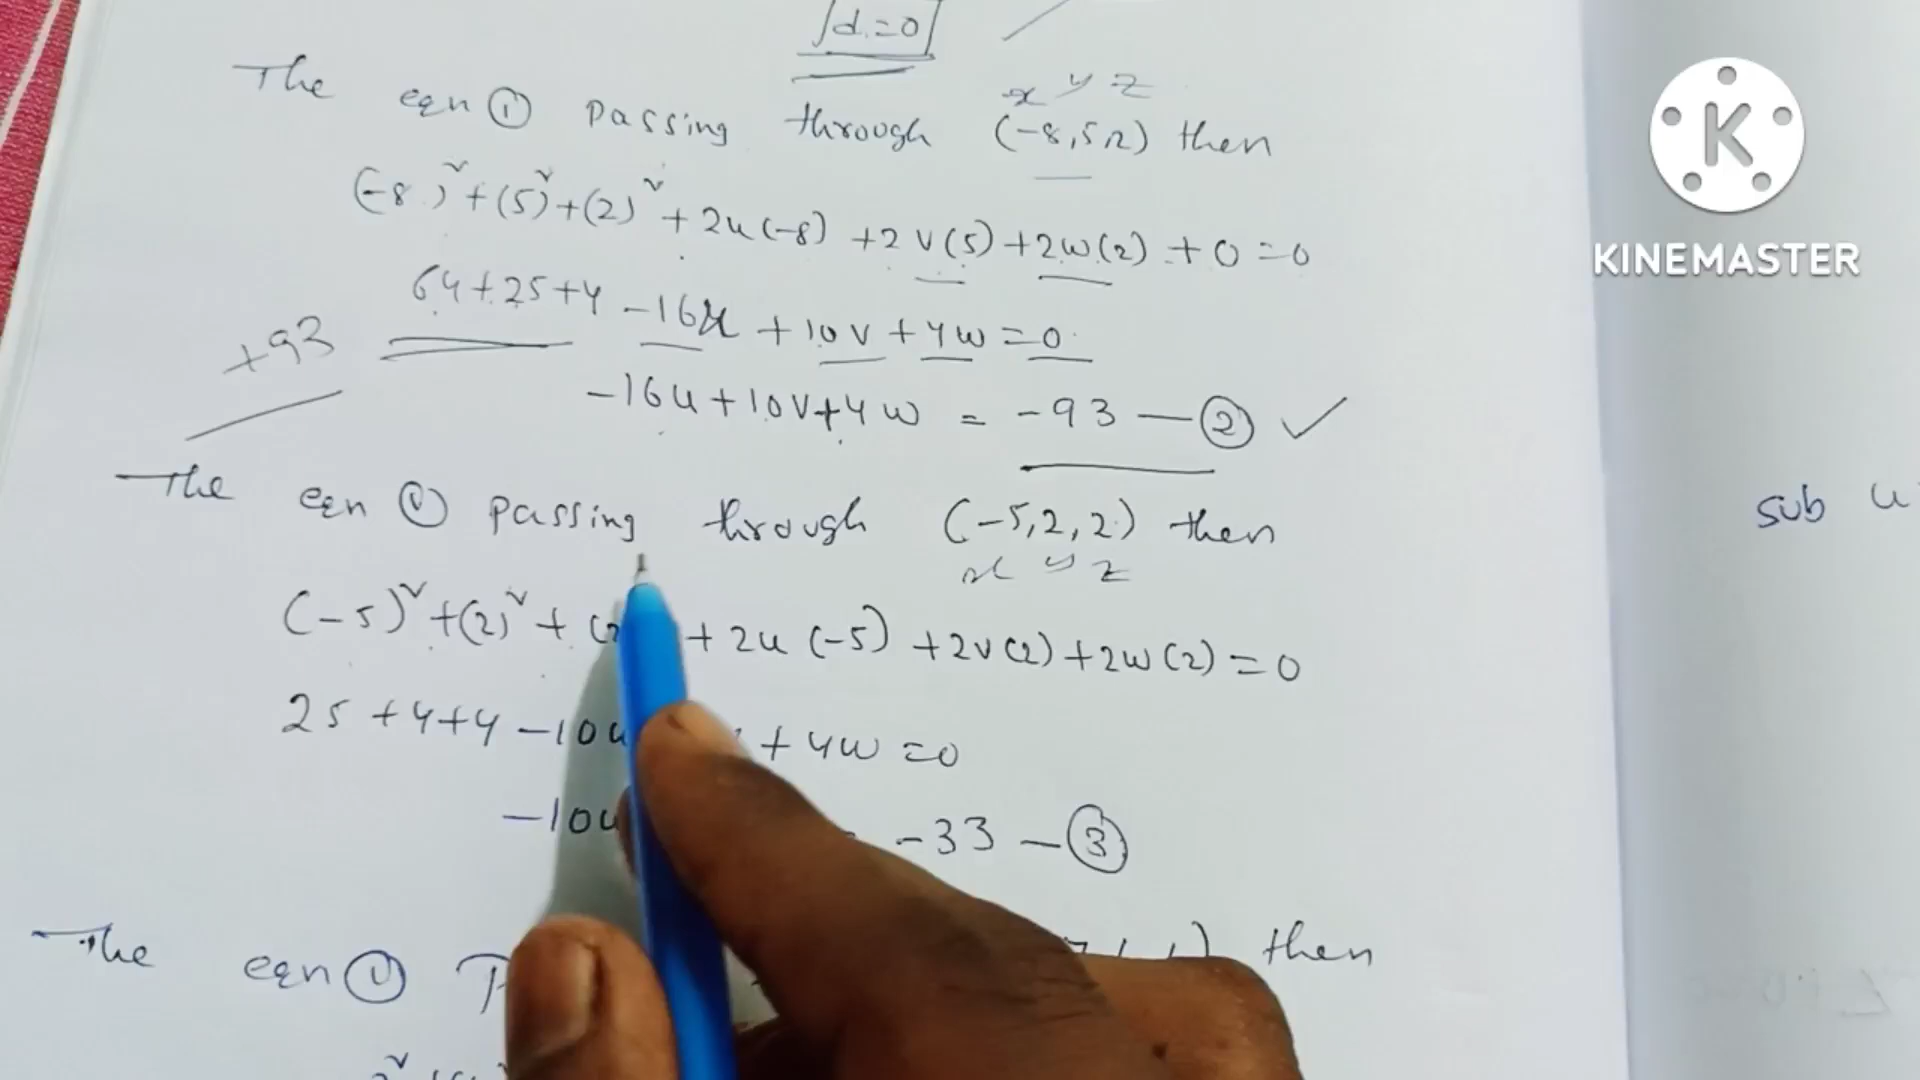 d=0
x y z
The eqn ① passing through (-8,5,2) then
(-8)² + (5)² + (2)² + 2u(-8) + 2v(5) + 2w(2) + 0 = 0
64+25+4 -16u + 10v + 4w = 0
+93
-16u + 10v + 4w = -93 — ②
The eqn ① passing through (-5,2,2) then
x y z
(-5)² + (2)² + (2 + 2u(-5) + 2v(2) + 2w(2) = 0
25 + 4 + 4 - 10u + 4w = 0
-10u -33 — ③
The eqn ① then
sub u
KINEMASTER